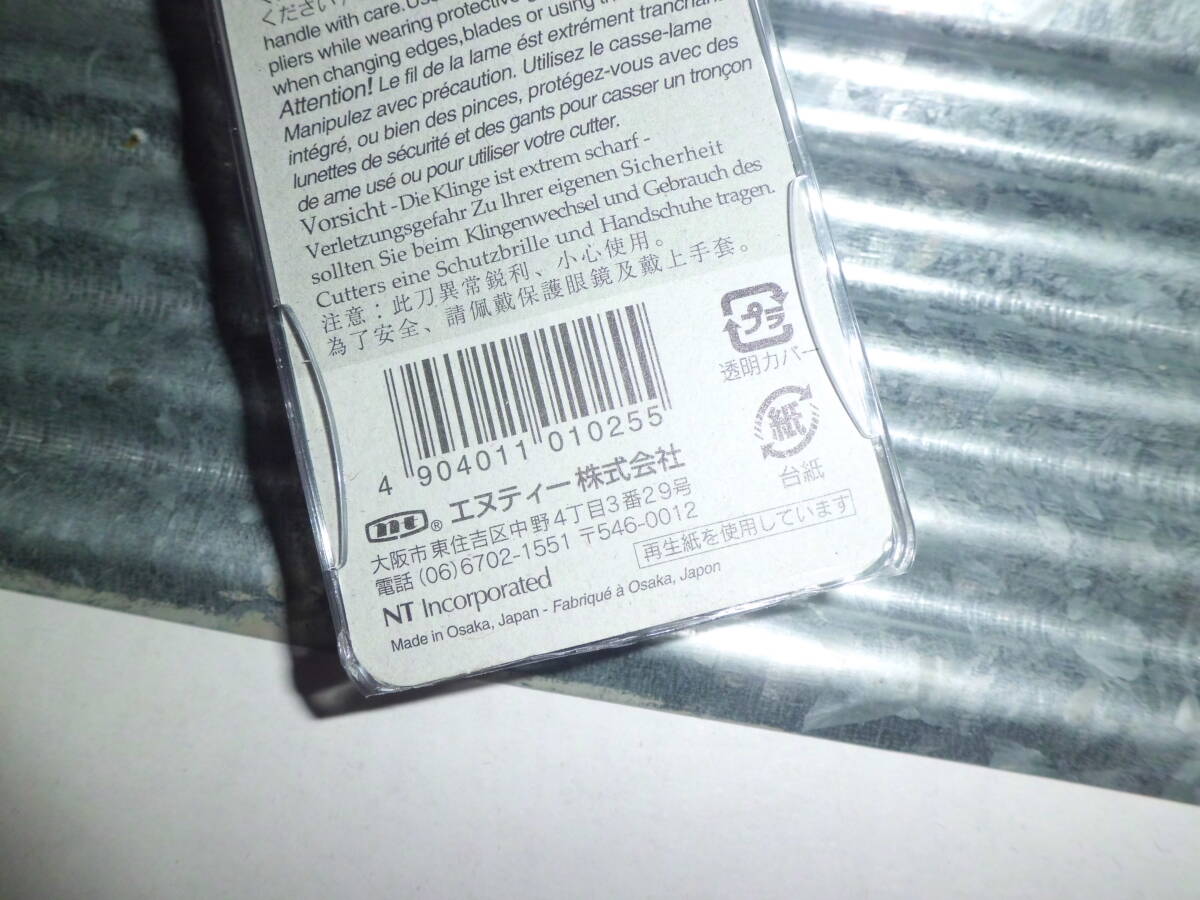 ください
handle with care. Use
pliers while wearing protective
when changing edges,blades or using
Attention! Le fil de la lame ést extrément tranchant
Manipulez avec précaution. Utilisez le casse-lame
intégré, ou bien des pinces, protégez-vous avec des
lunettes de sécurité et des gants pour casser un tronçon
de ame usé ou pour utiliser votre cutter.
Vorsicht - Die Klinge ist extrem scharf -
Verletzungsgefahr Zu Ihrer eigenen Sicherheit
sollten Sie beim Klingenwechsel und Gebrauch des
Cutters eine Schutzbrille und Handschuhe tragen.
注意：此刀異常鋭利、小心使用。
為了安全、請佩戴保護眼鏡及戴上手套。
プラ
透明カバー
4 904011 010255
紙
台紙
nt® エヌティー株式会社
大阪市東住吉区中野4丁目3番29号
電話 (06)6702-1551 〒546-0012
再生紙を使用しています
NT Incorporated
Made in Osaka, Japan - Fabriqué à Osaka, Japon